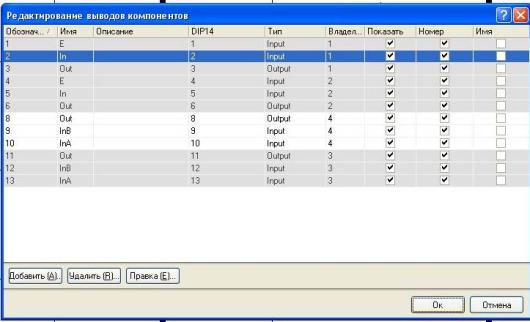 Редактирование выводов компонентов
Обознач... / Имя Описание DIP14 Тип Владел... Показать Номер Имя
1 E 1 Input 1
2 In 2 Input 1
3 Out 3 Output 1
4 E 4 Input 2
5 In 5 Input 2
6 Out 6 Output 2
8 Out 8 Output 4
9 InB 9 Input 4
10 InA 10 Input 4
11 Out 11 Output 3
12 InB 12 Input 3
13 InA 13 Input 3
Добавить (A)... Удалить (R)... Правка (E)...
Ок Отмена